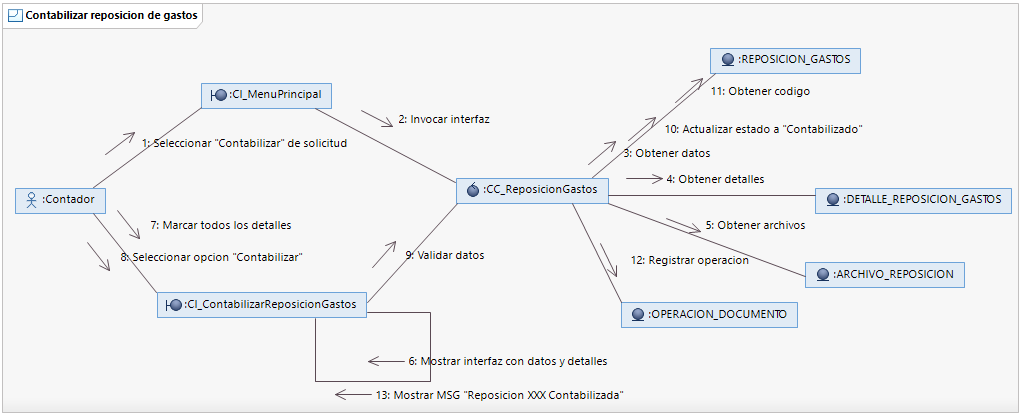 Contabilizar reposicion de gastos
:REPOSICION_GASTOS
:CI_MenuPrincipal
11: Obtener codigo
2: Invocar interfaz
10: Actualizar estado a "Contabilizado"
1: Seleccionar "Contabilizar" de solicitud
3: Obtener datos
4: Obtener detalles
:CC_ReposicionGastos
:Contador
:DETALLE_REPOSICION_GASTOS
7: Marcar todos los detalles
5: Obtener archivos
8: Seleccionar opcion "Contabilizar"
9: Validar datos
12: Registrar operacion
:ARCHIVO_REPOSICION
:CI_ContabilizarReposicionGastos
:OPERACION_DOCUMENTO
6: Mostrar interfaz con datos y detalles
13: Mostrar MSG "Reposicion XXX Contabilizada"